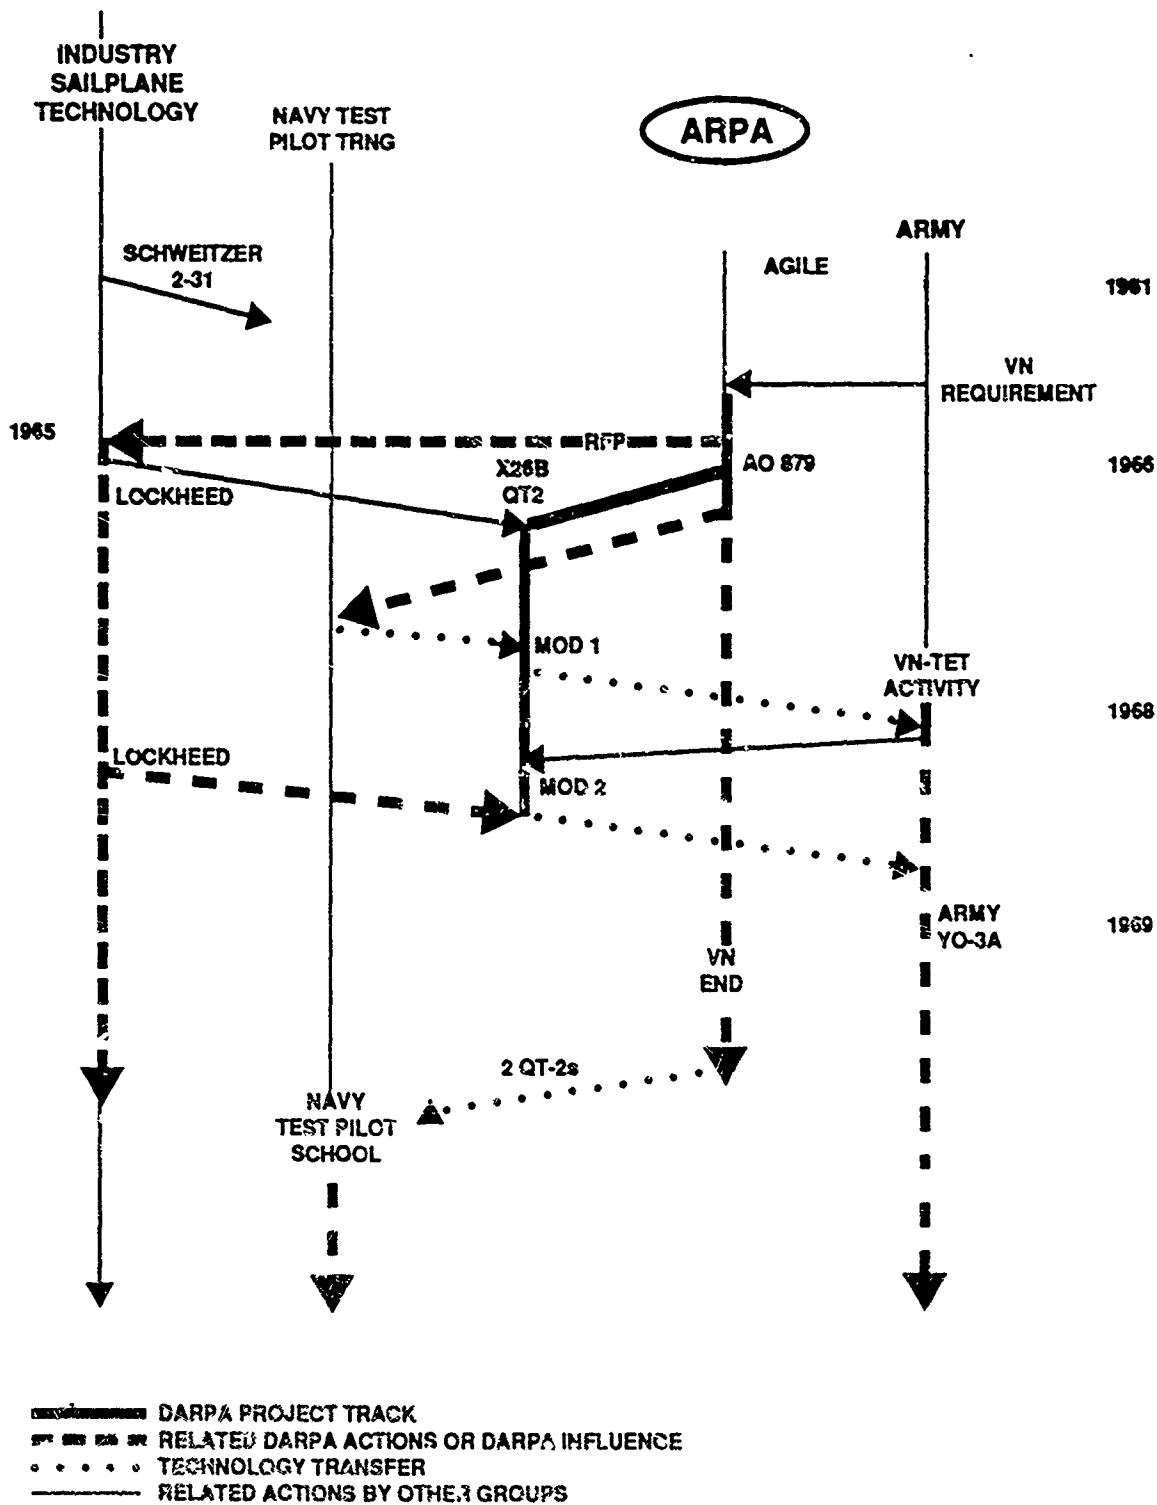 INDUSTRY
SAILPLANE
TECHNOLOGY
NAVY TEST
PILOT TRNG
ARPA
ARMY
SCHWEITZER
2-31
AGILE
1961
VN
REQUIREMENT
1965
RFP
X26B
QT2
AO 879
1966
LOCKHEED
MOD 1
VN-TET
ACTIVITY
1968
LOCKHEED
MOD 2
ARMY
YO-3A
1969
VN
END
2 QT-2s
NAVY
TEST PILOT
SCHOOL
DARPA PROJECT TRACK
RELATED DARPA ACTIONS OR DARPA INFLUENCE
TECHNOLOGY TRANSFER
RELATED ACTIONS BY OTHER GROUPS